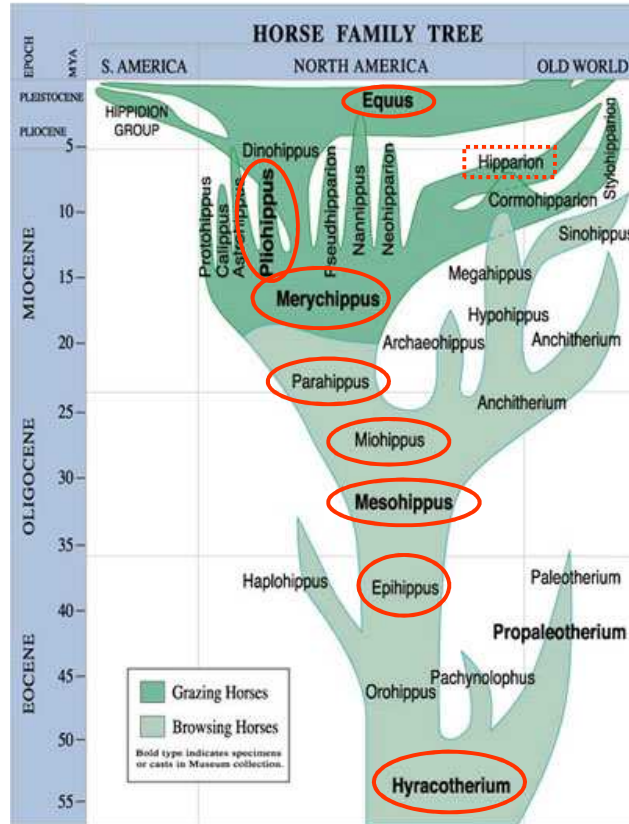 HORSE FAMILY TREE
EPOCH
MYA
S. AMERICA
NORTH AMERICA
OLD WORLD
PLEISTOCENE
Equus
HIPPIDION
GROUP
PLIOCENE
5
Dinohippus
Hipparion
Stylohipparion
Protohippus
Calippus
Astrohippus
Pliohippus
Pseudhipparion
Nannippus
Neohipparion
Cormohipparion
10
Sinohippus
MIOCENE
15
Merychippus
Megahippus
Hypohippus
20
Archaeohippus
Anchitherium
Parahippus
25
Anchitherium
Miohippus
OLIGOCENE
30
Mesohippus
35
Haplohippus
Epihippus
Paleotherium
40
Propaleotherium
EOCENE
45
Orohippus
Pachynolophus
Grazing Horses
Browsing Horses
Bold type indicates specimens
or casts in Museum collection.
50
Hyracotherium
55